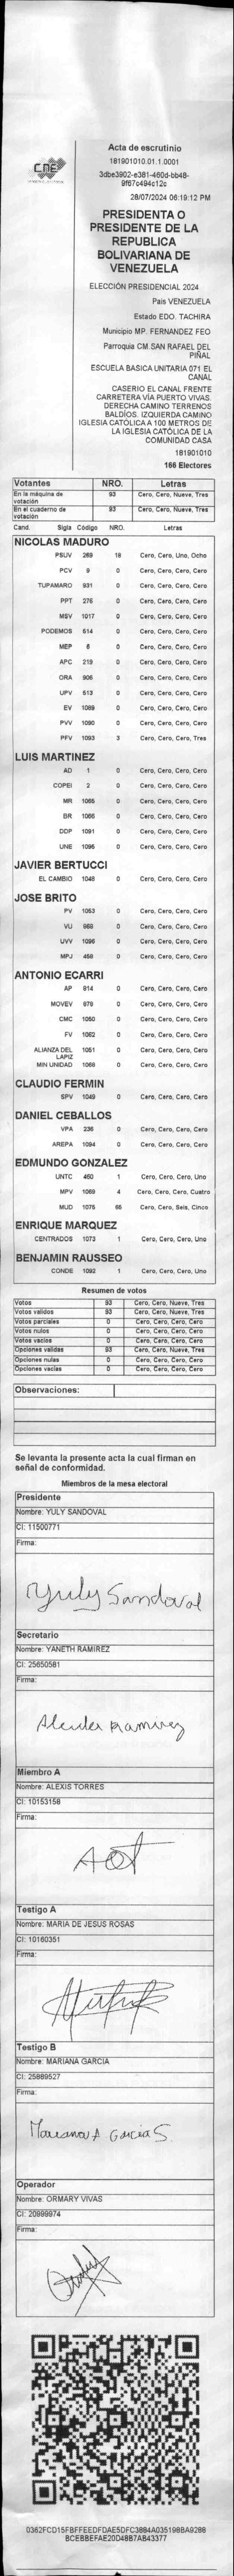 CNE
Acta de escrutinio
181901010.01.1.0001
3dbe3902-e381-460d-bb48-
9f67c494c12c
28/07/2024 06:19:12 PM
PRESIDENTA O
PRESIDENTE DE LA
REPUBLICA
BOLIVARIANA DE
VENEZUELA
ELECCIÓN PRESIDENCIAL 2024
Pais VENEZUELA
Estado EDO. TACHIRA
Municipio MP. FERNANDEZ FEO
Parroquia CM.SAN RAFAEL DEL
PIÑAL
ESCUELA BASICA UNITARIA 071 EL
CANAL
CASERIO EL CANAL FRENTE
CARRETERA VÍA PUERTO VIVAS.
DERECHA CAMINO TERRENOS
BALDÍOS. IZQUIERDA CAMINO
IGLESIA CATÓLICA A 100 METROS DE
LA IGLESIA CATÓLICA DE LA
COMUNIDAD CASA
181901010
166 Electores
Votantes NRO. Letras
En la máquina de votación 93 Cero, Cero, Nueve, Tres
En el cuaderno de votación 93 Cero, Cero, Nueve, Tres
Cand. Sigla Código NRO. Letras
NICOLAS MADURO
PSUV 269 18 Cero, Cero, Uno, Ocho
PCV 9 0 Cero, Cero, Cero, Cero
TUPAMARO 931 0 Cero, Cero, Cero, Cero
PPT 276 0 Cero, Cero, Cero, Cero
MSV 1017 0 Cero, Cero, Cero, Cero
PODEMOS 514 0 Cero, Cero, Cero, Cero
MEP 6 0 Cero, Cero, Cero, Cero
APC 219 0 Cero, Cero, Cero, Cero
ORA 906 0 Cero, Cero, Cero, Cero
UPV 513 0 Cero, Cero, Cero, Cero
EV 1089 0 Cero, Cero, Cero, Cero
PVV 1090 0 Cero, Cero, Cero, Cero
PFV 1093 3 Cero, Cero, Cero, Tres
LUIS MARTINEZ
AD 1 0 Cero, Cero, Cero, Cero
COPEI 2 0 Cero, Cero, Cero, Cero
MR 1065 0 Cero, Cero, Cero, Cero
BR 1066 0 Cero, Cero, Cero, Cero
DDP 1091 0 Cero, Cero, Cero, Cero
UNE 1095 0 Cero, Cero, Cero, Cero
JAVIER BERTUCCI
EL CAMBIO 1048 0 Cero, Cero, Cero, Cero
JOSE BRITO
PV 1053 0 Cero, Cero, Cero, Cero
VU 868 0 Cero, Cero, Cero, Cero
UVV 1096 0 Cero, Cero, Cero, Cero
MPJ 458 0 Cero, Cero, Cero, Cero
ANTONIO ECARRI
AP 914 0 Cero, Cero, Cero, Cero
MOVEV 979 0 Cero, Cero, Cero, Cero
CMC 1050 0 Cero, Cero, Cero, Cero
FV 1062 0 Cero, Cero, Cero, Cero
ALIANZA DEL LAPIZ 1051 0 Cero, Cero, Cero, Cero
MIN UNIDAD 1068 0 Cero, Cero, Cero, Cero
CLAUDIO FERMIN
SPV 1049 0 Cero, Cero, Cero, Cero
DANIEL CEBALLOS
VPA 236 0 Cero, Cero, Cero, Cero
AREPA 1094 0 Cero, Cero, Cero, Cero
EDMUNDO GONZALEZ
UNTC 450 1 Cero, Cero, Cero, Uno
MPV 1069 4 Cero, Cero, Cero, Cuatro
MUD 1075 65 Cero, Cero, Seis, Cinco
ENRIQUE MARQUEZ
CENTRADOS 1073 1 Cero, Cero, Cero, Uno
BENJAMIN RAUSSEO
CONDE 1092 1 Cero, Cero, Cero, Uno
Resumen de votos
Votos 93 Cero, Cero, Nueve, Tres
Votos validos 93 Cero, Cero, Nueve, Tres
Votos parciales 0 Cero, Cero, Cero, Cero
Votos nulos 0 Cero, Cero, Cero, Cero
Votos vacios 0 Cero, Cero, Cero, Cero
Opciones validas 93 Cero, Cero, Nueve, Tres
Opciones nulas 0 Cero, Cero, Cero, Cero
Opciones vacias 0 Cero, Cero, Cero, Cero
Observaciones:
Se levanta la presente acta la cual firman en
señal de conformidad.
Miembros de la mesa electoral
Presidente
Nombre: YULY SANDOVAL
CI: 11500771
Firma:
Yuly Sandoval
Secretario
Nombre: YANETH RAMIREZ
CI: 25650581
Firma:
Ramirez
Miembro A
Nombre: ALEXIS TORRES
CI: 10153158
Firma:
Testigo A
Nombre: MARIA DE JESUS ROSAS
CI: 10160351
Firma:
Testigo B
Nombre: MARIANA GARCIA
CI: 25889527
Firma:
Mariana A Garcia S.
Operador
Nombre: ORMARY VIVAS
CI: 20999974
Firma:
0362FCD15FBFFEEDFDAE5DFC3884A035198BA9288
BCEBBEFAE20D48B7AB43377